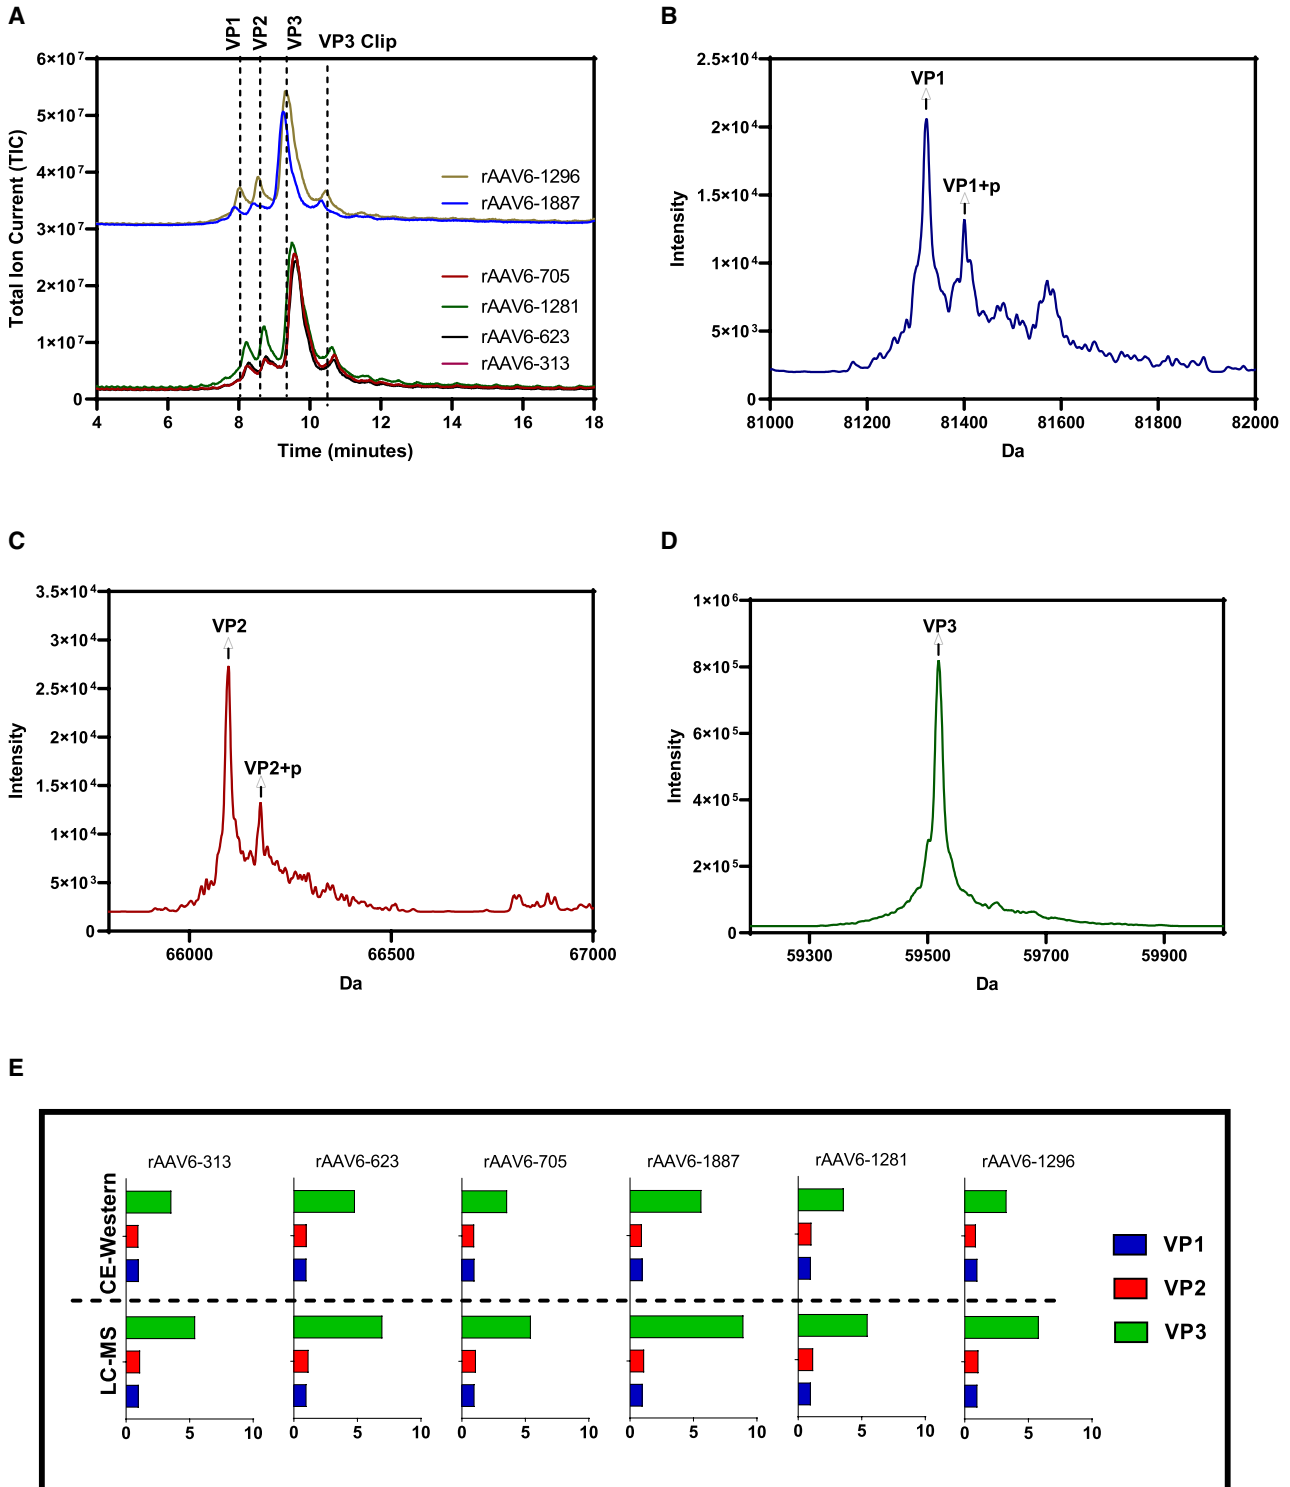 A
VP1
VP2
VP3
VP3 Clip
6×10⁷
5×10⁷
4×10⁷
3×10⁷
2×10⁷
1×10⁷
0
Total Ion Current (TIC)
rAAV6-1296
rAAV6-1887
rAAV6-705
rAAV6-1281
rAAV6-623
rAAV6-313
4 6 8 10 12 14 16 18
Time (minutes)
B
2.5×10⁴
2×10⁴
1.5×10⁴
1×10⁴
5×10³
0
Intensity
VP1
VP1+p
81000 81200 81400 81600 81800 82000
Da
C
3.5×10⁴
3×10⁴
2.5×10⁴
2×10⁴
1.5×10⁴
1×10⁴
5×10³
0
Intensity
VP2
VP2+p
66000 66500 67000
Da
D
1×10⁶
8×10⁵
6×10⁵
4×10⁵
2×10⁵
0
Intensity
VP3
59300 59500 59700 59900
Da
E
rAAV6-313 rAAV6-623 rAAV6-705 rAAV6-1887 rAAV6-1281 rAAV6-1296
CE-Western
LC-MS
0 5 10 0 5 10 0 5 10 0 5 10 0 5 10 0 5 10
VP1
VP2
VP3